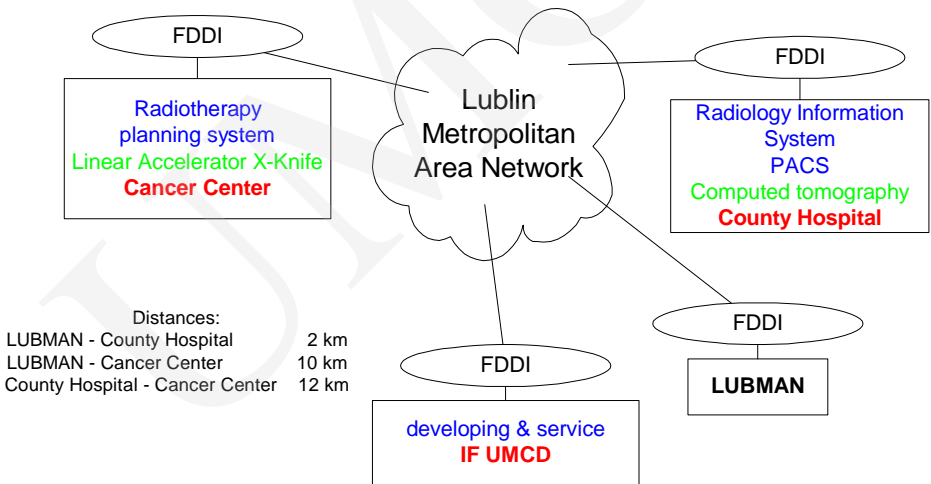 FDDI
Radiotherapy
planning system
Linear Accelerator X-Knife
Cancer Center
Lublin
Metropolitan
Area Network
FDDI
Radiology Information
System
PACS
Computed tomography
County Hospital
Distances:
LUBMAN - County Hospital 2 km
LUBMAN - Cancer Center 10 km
County Hospital - Cancer Center 12 km
FDDI
developing & service
IF UMCD
FDDI
LUBMAN